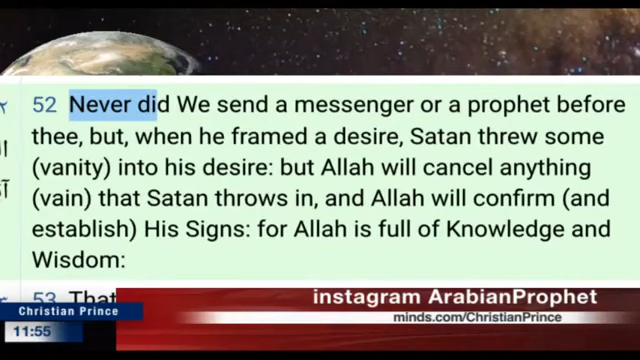 52 Never did We send a messenger or a prophet before
thee, but, when he framed a desire, Satan threw some
(vanity) into his desire: but Allah will cancel anything
(vain) that Satan throws in, and Allah will confirm (and
establish) His Signs: for Allah is full of Knowledge and
Wisdom:
53 That
instagram ArabianProphet
Christian Prince
minds.com/ChristianPrince
11:55